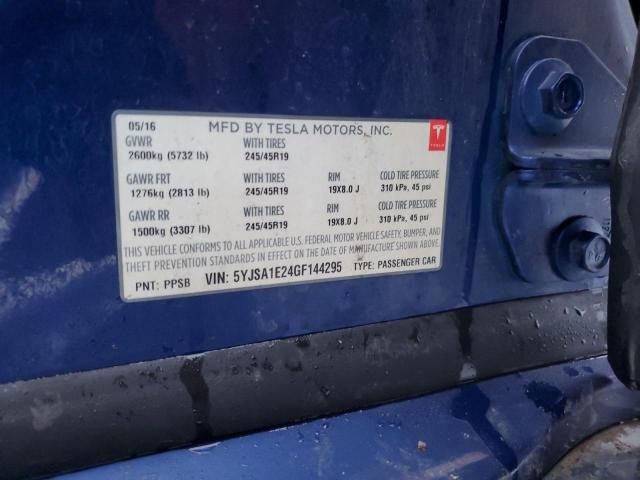 05/16 MFD BY TESLA MOTORS, INC.
TESLA
GVWR WITH TIRES
2600kg (5732 lb) 245/45R19
GAWR FRT WITH TIRES RIM COLD TIRE PRESSURE
1276kg (2813 lb) 245/45R19 19X8.0 J 310 kPa, 45 psi
GAWR RR WITH TIRES RIM COLD TIRE PRESSURE
1500kg (3307 lb) 245/45R19 19X8.0 J 310 kPa, 45 psi
THIS VEHICLE CONFORMS TO ALL APPLICABLE U.S. FEDERAL MOTOR VEHICLE SAFETY, BUMPER, AND
THEFT PREVENTION STANDARDS IN EFFECT ON THE DATE OF MANUFACTURE SHOWN ABOVE.
PNT: PPSB VIN: 5YJSA1E24GF144295 TYPE: PASSENGER CAR